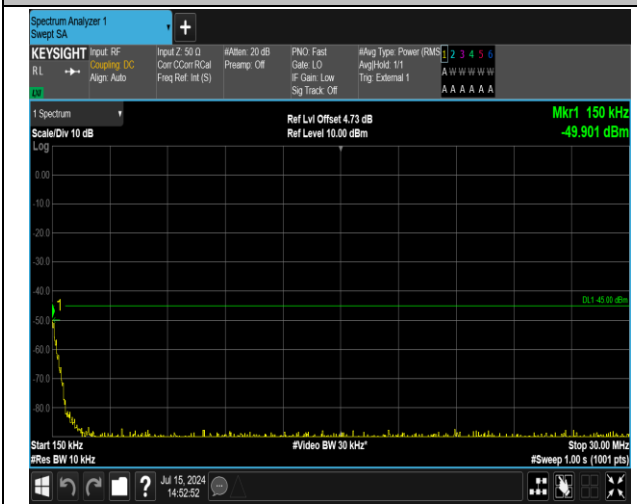 Spectrum Analyzer 1
Swept SA
+
KEYSIGHT
RL
LXI
Input: RF
Coupling: DC
Align: Auto
Input Z: 50 Ω
Corr CCorr RCal
Freq Ref: Int (S)
#Atten: 20 dB
Preamp: Off
PNO: Fast
Gate: LO
IF Gain: Low
Sig Track: Off
#Avg Type: Power (RMS
Avg|Hold: 1/1
Trig: External 1
1 2 3 4 5 6
A W W W W W
A A A A A A
1 Spectrum
Scale/Div 10 dB
Ref Lvl Offset 4.73 dB
Ref Level 10.00 dBm
Mkr1 150 kHz
-49.901 dBm
Log
0.00
-10.0
-20.0
-30.0
-40.0
1
DL1 -45.00 dBm
-50.0
-60.0
-70.0
-80.0
Start 150 kHz
#Res BW 10 kHz
#Video BW 30 kHz*
Stop 30.00 MHz
#Sweep 1.00 s (1001 pts)
?
Jul 15, 2024
14:52:52